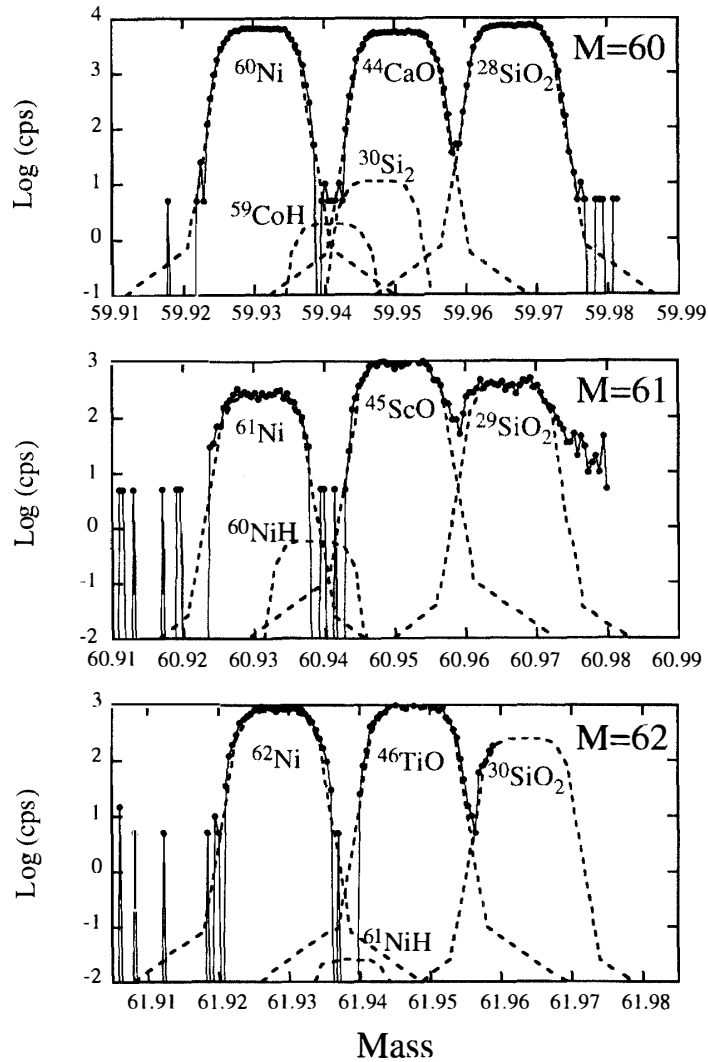 M=60
4
3
2
1
0
-1
Log (cps)
⁶⁰Ni
⁴⁴CaO
²⁸SiO₂
³⁰Si₂
⁵⁹CoH
59.91 59.92 59.93 59.94 59.95 59.96 59.97 59.98 59.99
M=61
3
2
1
0
-1
-2
Log (cps)
⁶¹Ni
⁴⁵ScO
²⁹SiO₂
⁶⁰NiH
60.91 60.92 60.93 60.94 60.95 60.96 60.97 60.98 60.99
M=62
3
2
1
0
-1
-2
Log (cps)
⁶²Ni
⁴⁶TiO
³⁰SiO₂
⁶¹NiH
61.91 61.92 61.93 61.94 61.95 61.96 61.97 61.98
Mass